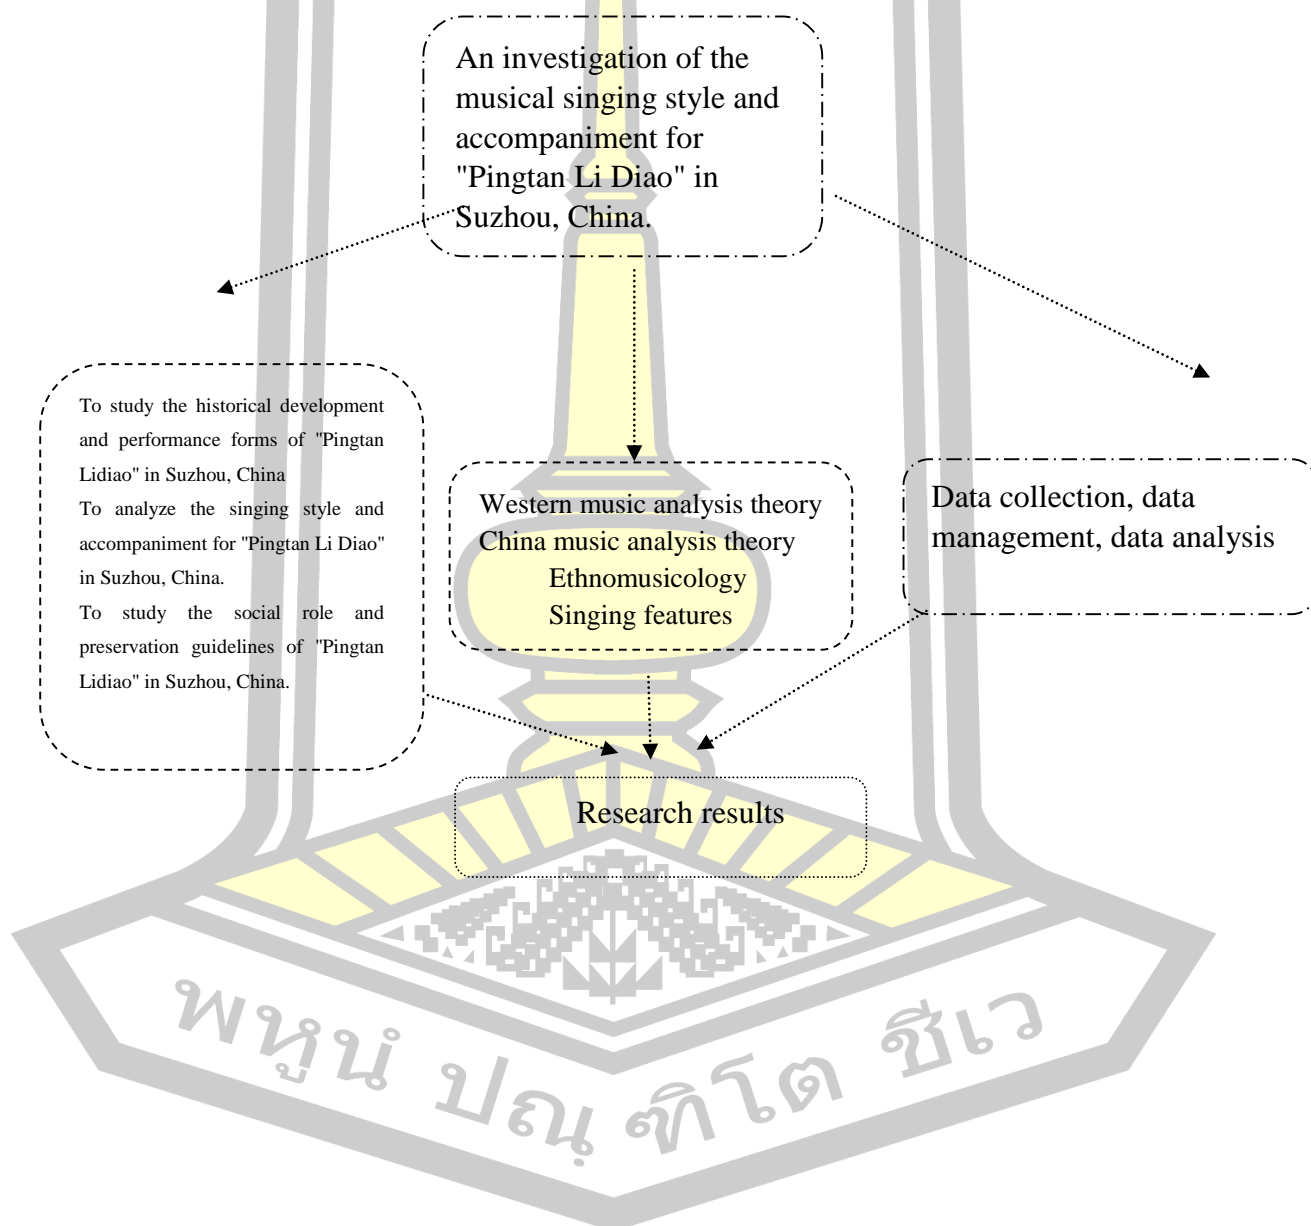 An investigation of the
musical singing style and
accompaniment for
"Pingtan Li Diao" in
Suzhou, China.
To study the historical development
and performance forms of "Pingtan
Lidiao" in Suzhou, China
To analyze the singing style and
accompaniment for "Pingtan Li Diao"
in Suzhou, China.
To study the social role and
preservation guidelines of "Pingtan
Lidiao" in Suzhou, China.
Western music analysis theory
China music analysis theory
Ethnomusicology
Singing features
Data collection, data
management, data analysis
Research results
พหูนํ ปณฺฑิโต ชีเว